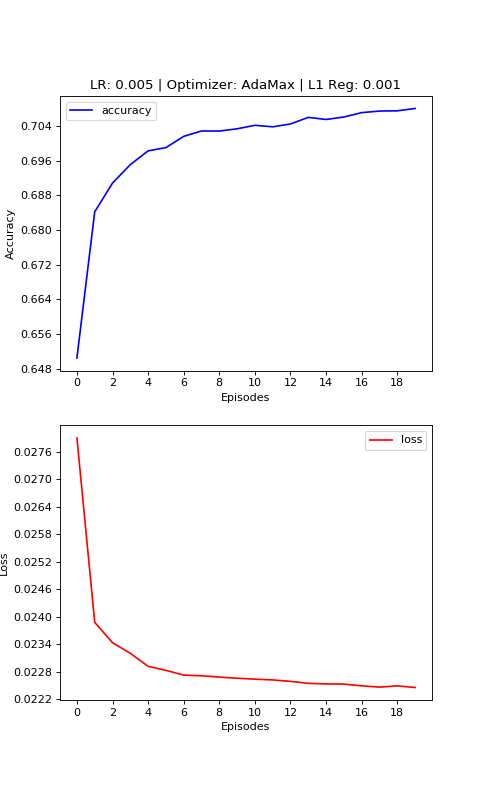 LR: 0.005 | Optimizer: AdaMax | L1 Reg: 0.001
accuracy
0.704
0.696
0.688
0.680
0.672
0.664
0.656
0.648
Accuracy
0 2 4 6 8 10 12 14 16 18
Episodes
loss
0.0276
0.0270
0.0264
0.0258
0.0252
0.0246
0.0240
0.0234
0.0228
0.0222
Loss
0 2 4 6 8 10 12 14 16 18
Episodes